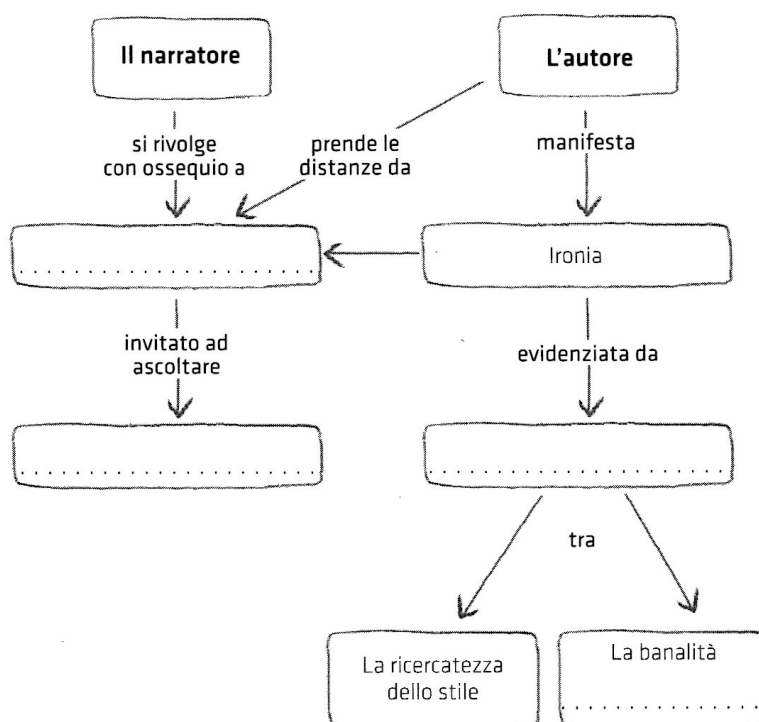 Il narratore
L'autore
si rivolge
con ossequio a
prende le
distanze da
manifesta
Ironia
invitato ad
ascoltare
evidenziata da
tra
La ricercatezza
dello stile
La banalità